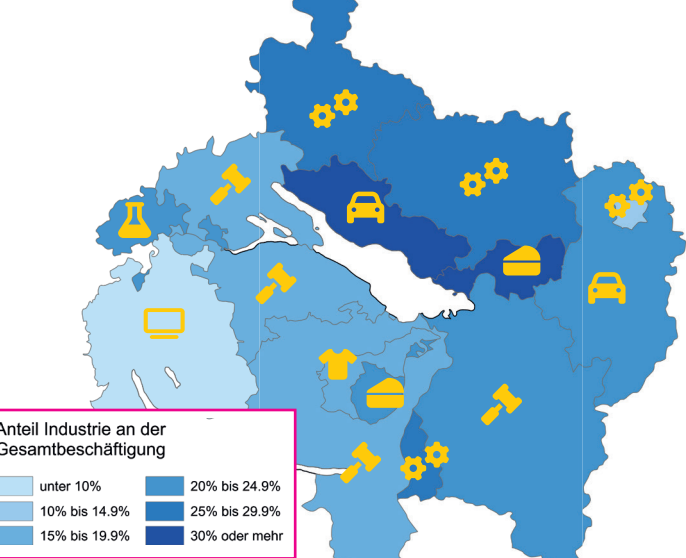 Anteil Industrie an der
Gesamtbeschäftigung
unter 10%
10% bis 14.9%
15% bis 19.9%
20% bis 24.9%
25% bis 29.9%
30% oder mehr